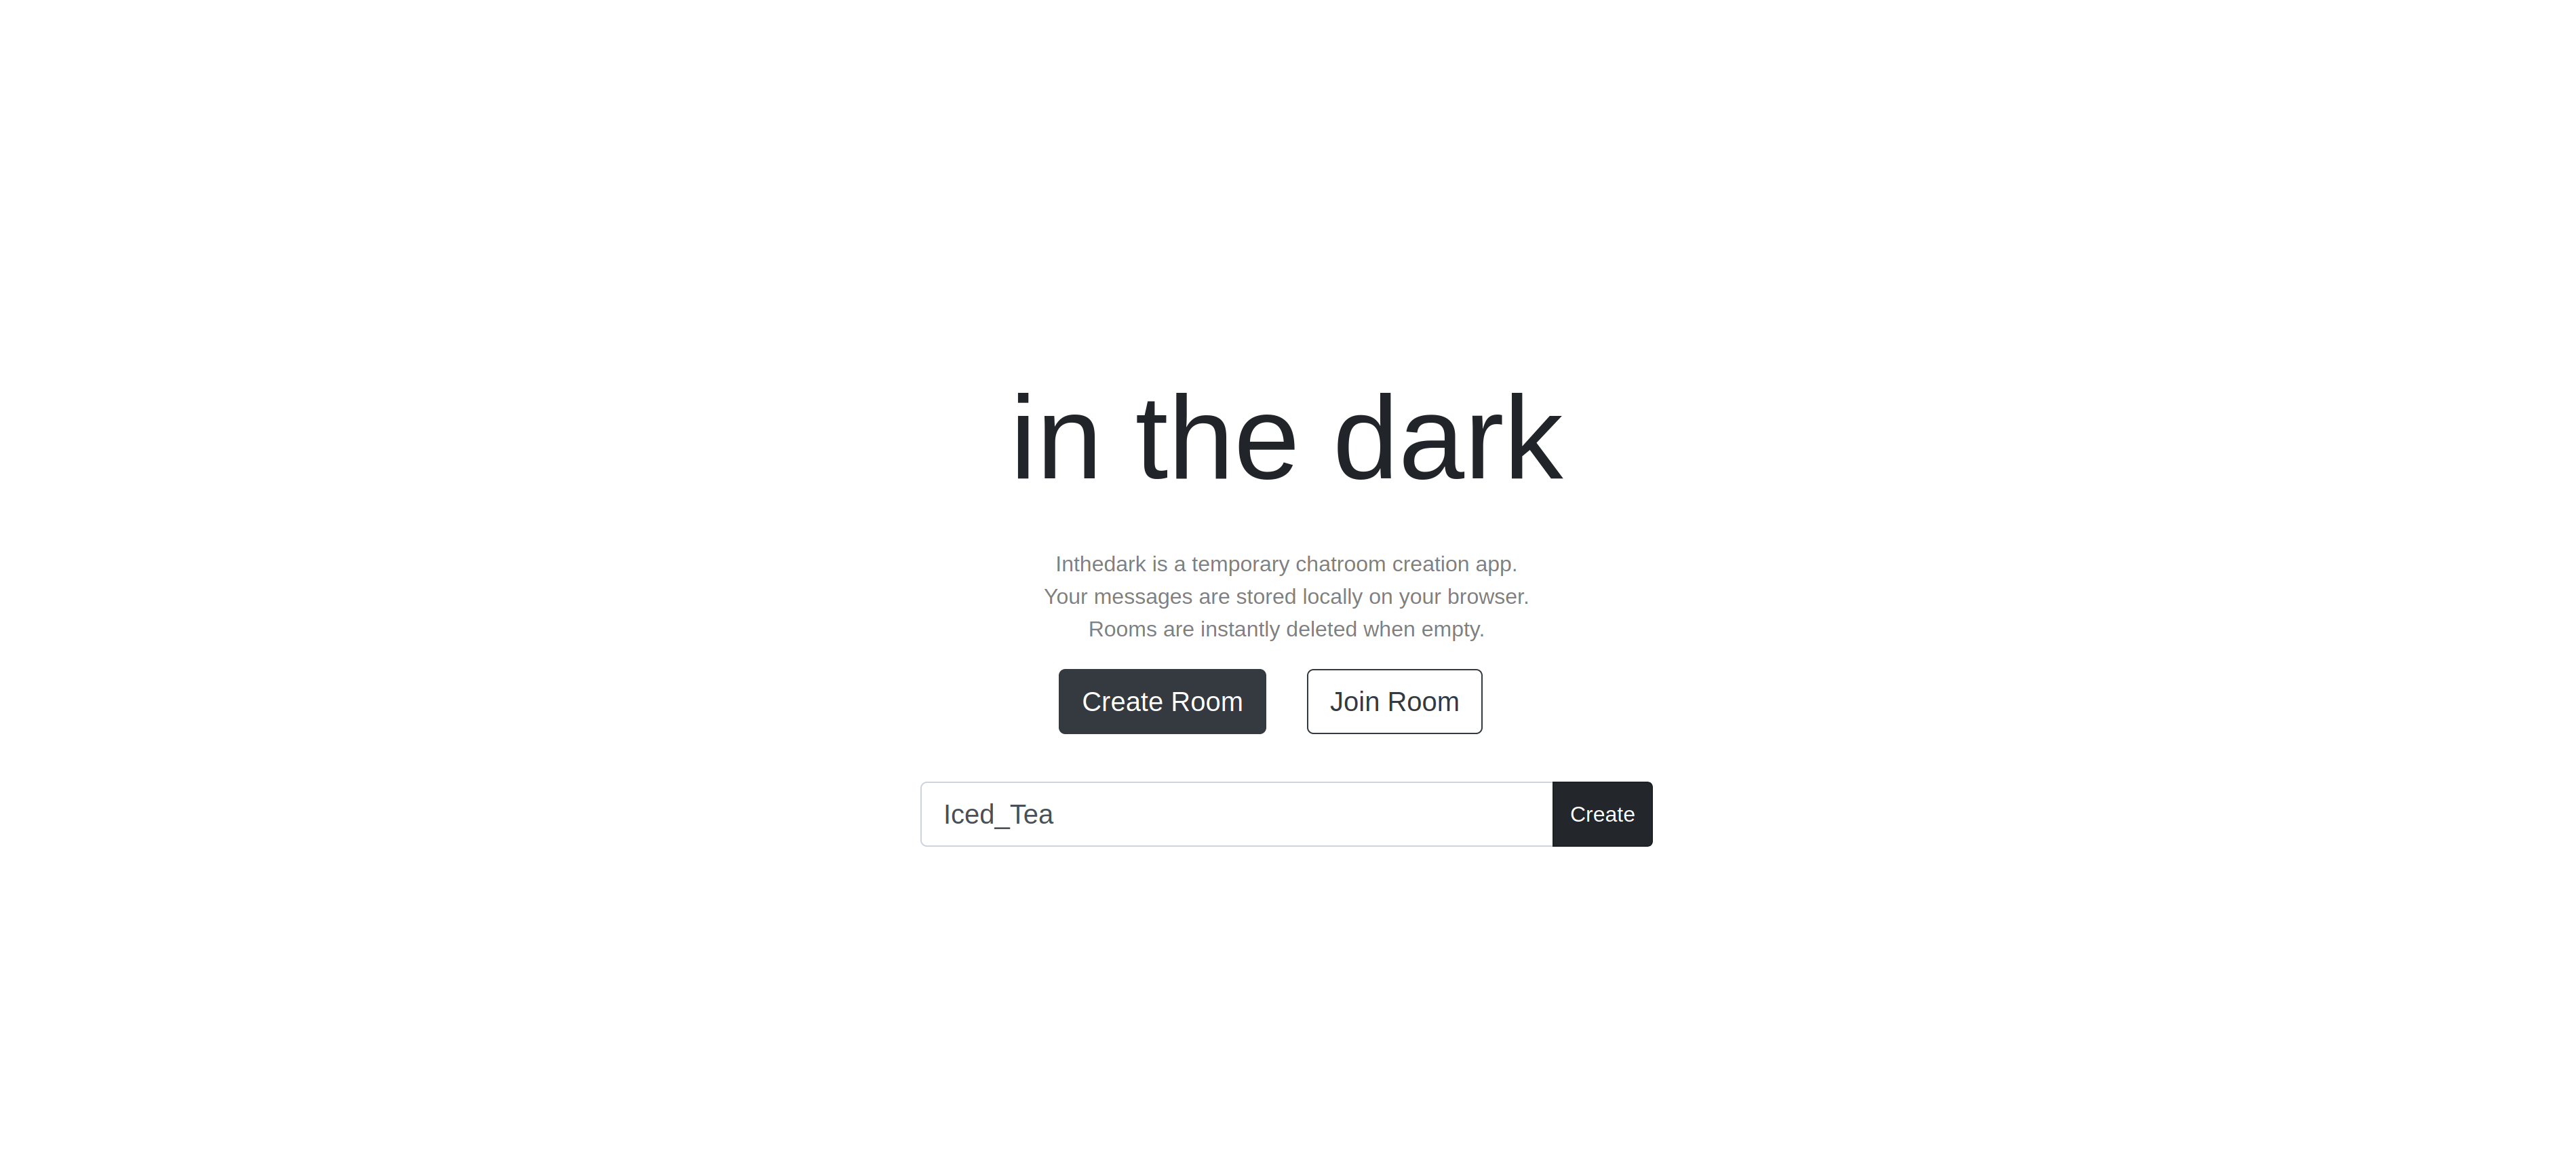 in the dark
Inthedark is a temporary chatroom creation app.
Your messages are stored locally on your browser.
Rooms are instantly deleted when empty.
Create Room Join Room
Iced_Tea Create